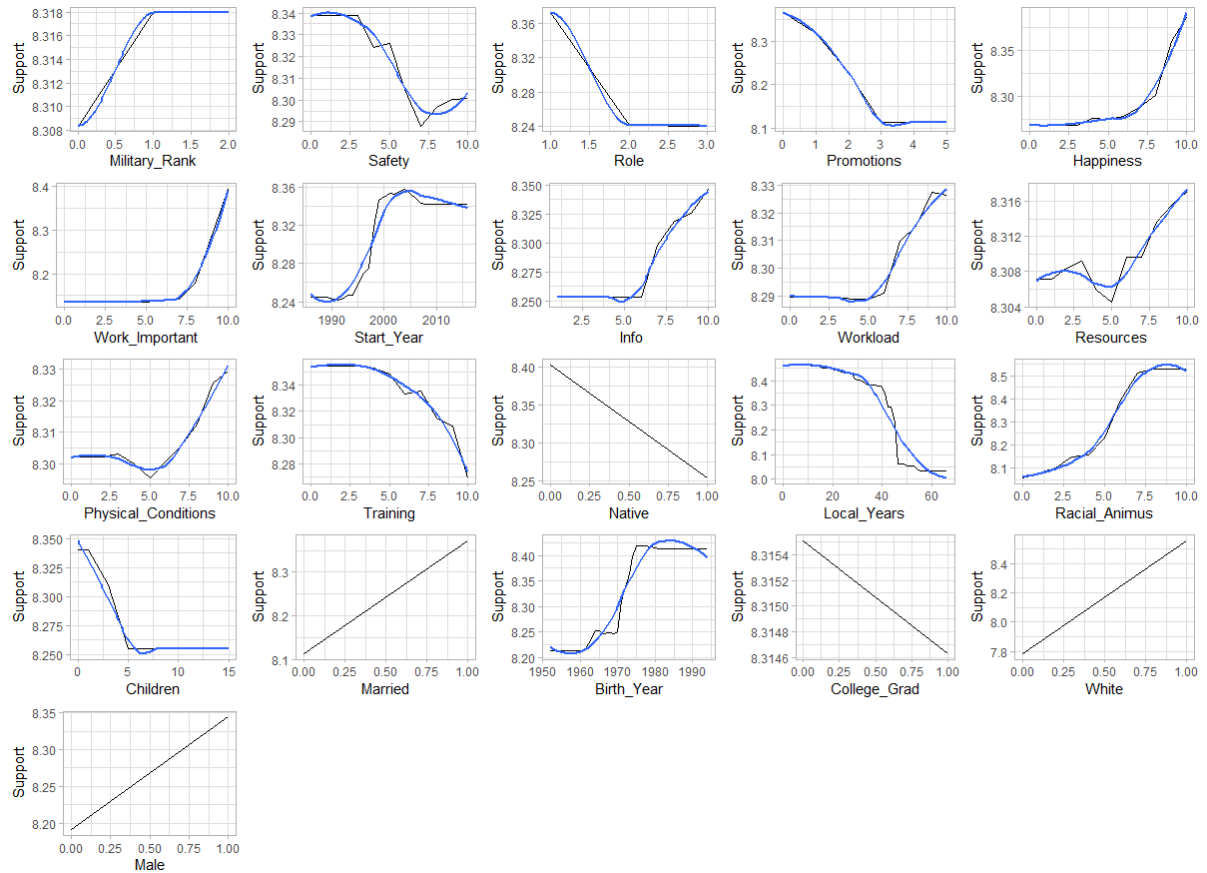 Support
8.318
8.316
8.314
8.312
8.310
8.308
0.0 0.5 1.0 1.5 2.0
Military_Rank
Support
8.34
8.33
8.32
8.31
8.30
8.29
0.0 2.5 5.0 7.5 10.0
Safety
Support
8.36
8.32
8.28
8.24
1.0 1.5 2.0 2.5 3.0
Role
Support
8.3
8.2
8.1
0 1 2 3 4 5
Promotions
Support
8.35
8.30
0.0 2.5 5.0 7.5 10.0
Happiness
Support
8.4
8.3
8.2
0.0 2.5 5.0 7.5 10.0
Work_Important
Support
8.36
8.32
8.28
8.24
1990 2000 2010
Start_Year
Support
8.350
8.325
8.300
8.275
8.250
0.0 2.5 5.0 7.5 10.0
Info
Support
8.33
8.32
8.31
8.30
8.29
0.0 2.5 5.0 7.5 10.0
Workload
Support
8.316
8.312
8.308
8.304
0.0 2.5 5.0 7.5 10.0
Resources
Support
8.33
8.32
8.31
8.30
0.0 2.5 5.0 7.5 10.0
Physical_Conditions
Support
8.34
8.32
8.30
8.28
0.0 2.5 5.0 7.5 10.0
Training
Support
8.40
8.35
8.30
8.25
0.00 0.25 0.50 0.75 1.00
Native
Support
8.4
8.3
8.2
8.1
8.0
0 20 40 60
Local_Years
Support
8.5
8.4
8.3
8.2
8.1
0.0 2.5 5.0 7.5 10.0
Racial_Animus
Support
8.350
8.325
8.300
8.275
8.250
0 5 10 15
Children
Support
8.3
8.2
8.1
0.00 0.25 0.50 0.75 1.00
Married
Support
8.40
8.35
8.30
8.25
8.20
1950 1960 1970 1980 1990
Birth_Year
Support
8.3154
8.3152
8.3150
8.3148
8.3146
0.00 0.25 0.50 0.75 1.00
College_Grad
Support
8.4
8.2
8.0
7.8
0.00 0.25 0.50 0.75 1.00
White
Support
8.35
8.30
8.25
8.20
0.00 0.25 0.50 0.75 1.00
Male